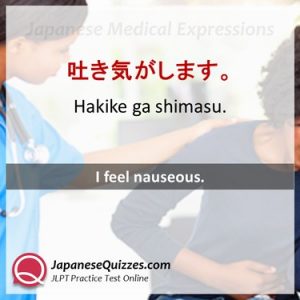 Japanese Medical Expressions
吐き気がします。
Hakike ga shimasu.
I feel nauseous.
JapaneseQuizzes.com
JLPT Practice Test Online